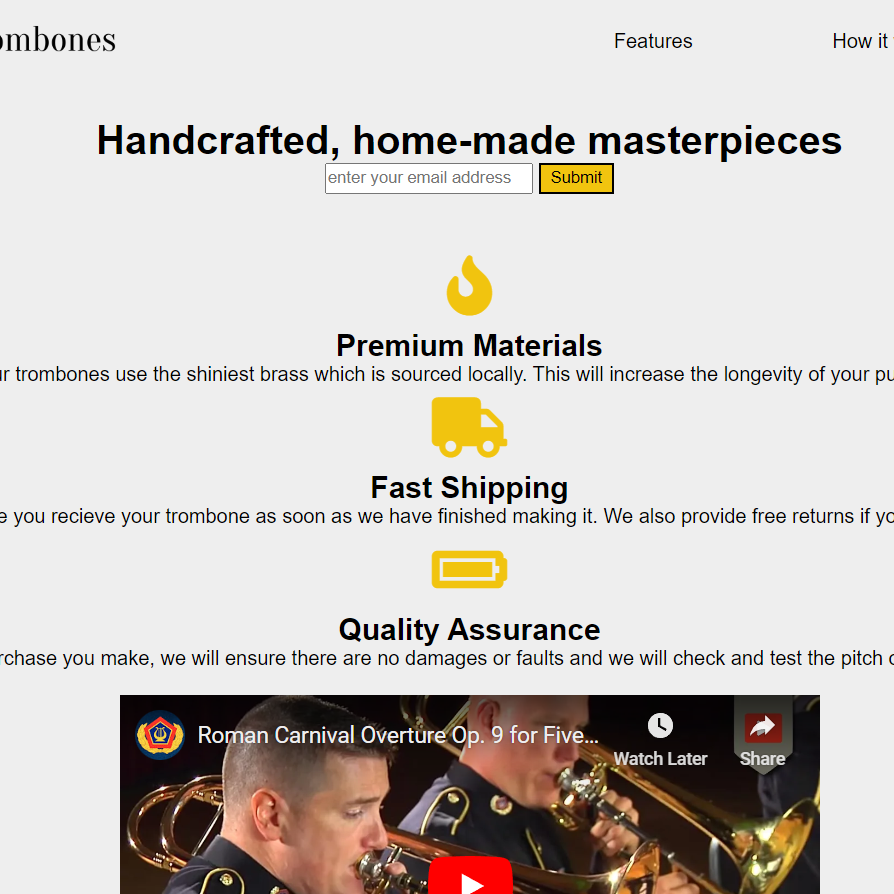 ombones
Features
How it
Handcrafted, home-made masterpieces
enter your email address
Submit
Premium Materials
r trombones use the shiniest brass which is sourced locally. This will increase the longevity of your pu
Fast Shipping
e you recieve your trombone as soon as we have finished making it. We also provide free returns if yo
Quality Assurance
rchase you make, we will ensure there are no damages or faults and we will check and test the pitch o
Roman Carnival Overture Op. 9 for Five...
Watch Later
Share